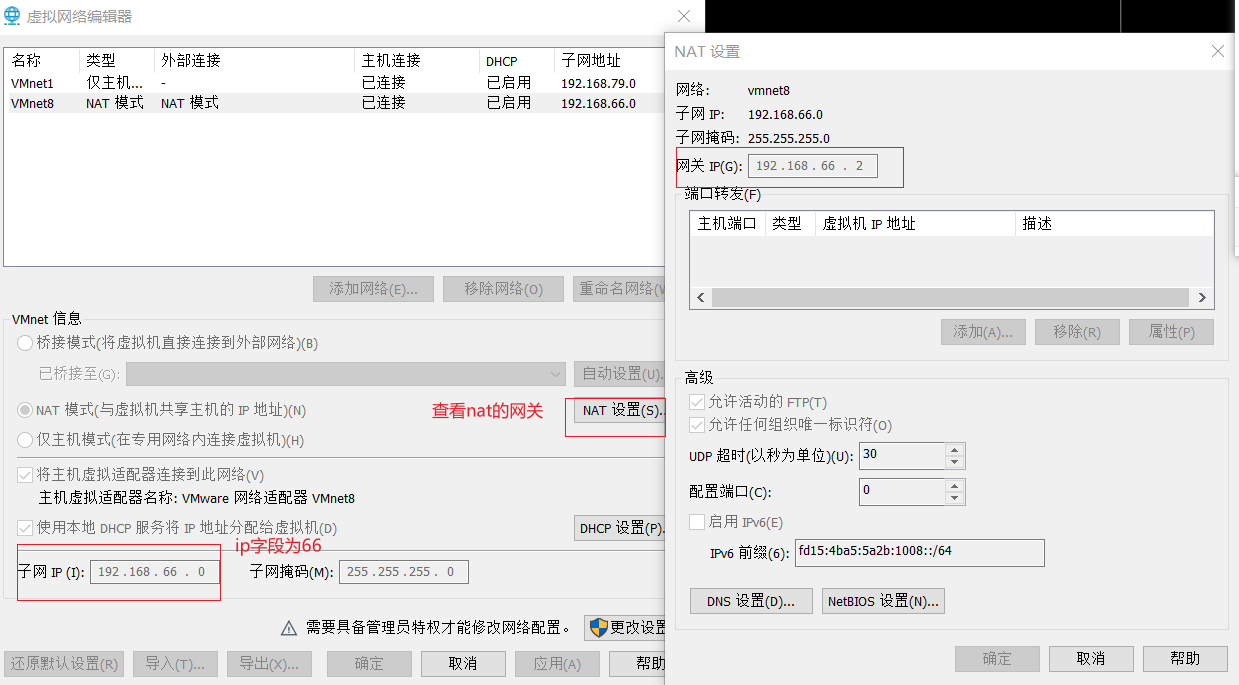 虚拟网络编辑器
名称 类型 外部连接 主机连接 DHCP 子网地址
VMnet1 仅主机... - 已连接 已启用 192.168.79.0
VMnet8 NAT 模式 NAT 模式 已连接 已启用 192.168.66.0
添加网络(E)... 移除网络(O) 重命名网络(W
VMnet 信息
桥接模式(将虚拟机直接连接到外部网络)(B)
已桥接至(G): 自动设置(U).
NAT 模式(与虚拟机共享主机的 IP 地址)(N) 查看nat的网关 NAT 设置(S)..
仅主机模式(在专用网络内连接虚拟机)(H)
将主机虚拟适配器连接到此网络(V)
主机虚拟适配器名称: VMware 网络适配器 VMnet8
使用本地 DHCP 服务将 IP 地址分配给虚拟机(D) DHCP 设置(P).
ip字段为66
子网 IP (I): 192 . 168 . 66 . 0 子网掩码(M): 255 . 255 . 255 . 0
需要具备管理员特权才能修改网络配置。 更改设置
还原默认设置(R) 导入(T)... 导出(X)... 确定 取消 应用(A) 帮助
NAT 设置
网络: vmnet8
子网 IP: 192.168.66.0
子网掩码: 255.255.255.0
网关 IP(G): 192 . 168 . 66 . 2
端口转发(F)
主机端口 类型 虚拟机 IP 地址 描述
添加(A)... 移除(R) 属性(P)
高级
允许活动的 FTP(T)
允许任何组织唯一标识符(O)
UDP 超时(以秒为单位)(U): 30
配置端口(C): 0
启用 IPv6(E)
IPv6 前缀(6): fd15:4ba5:5a2b:1008::/64
DNS 设置(D)... NetBIOS 设置(N)...
确定 取消 帮助